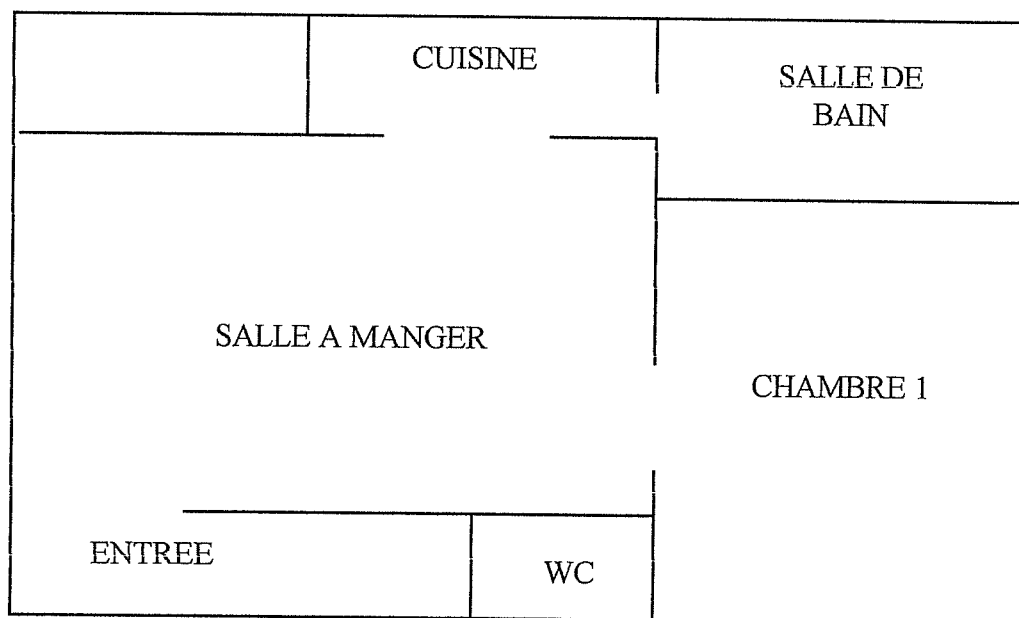 CUISINE
SALLE DE
BAIN
SALLE A MANGER
CHAMBRE 1
ENTREE
WC